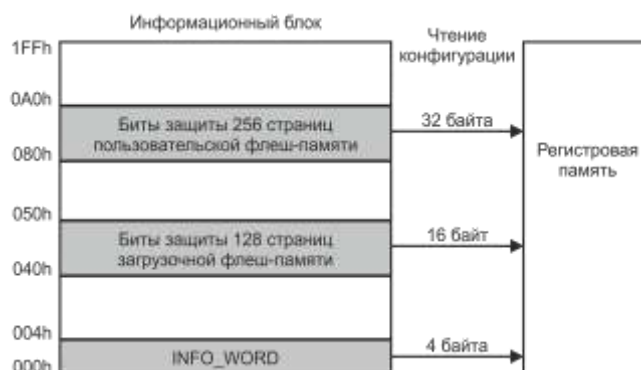 Информационный блок
Чтение
конфигурации
1FFh
0A0h
Биты защиты 256 страниц
пользовательской флеш-памяти
32 байта
080h
Регистровая
память
050h
Биты защиты 128 страниц
загрузочной флеш-памяти
16 байт
040h
004h
INFO_WORD
4 байта
000h